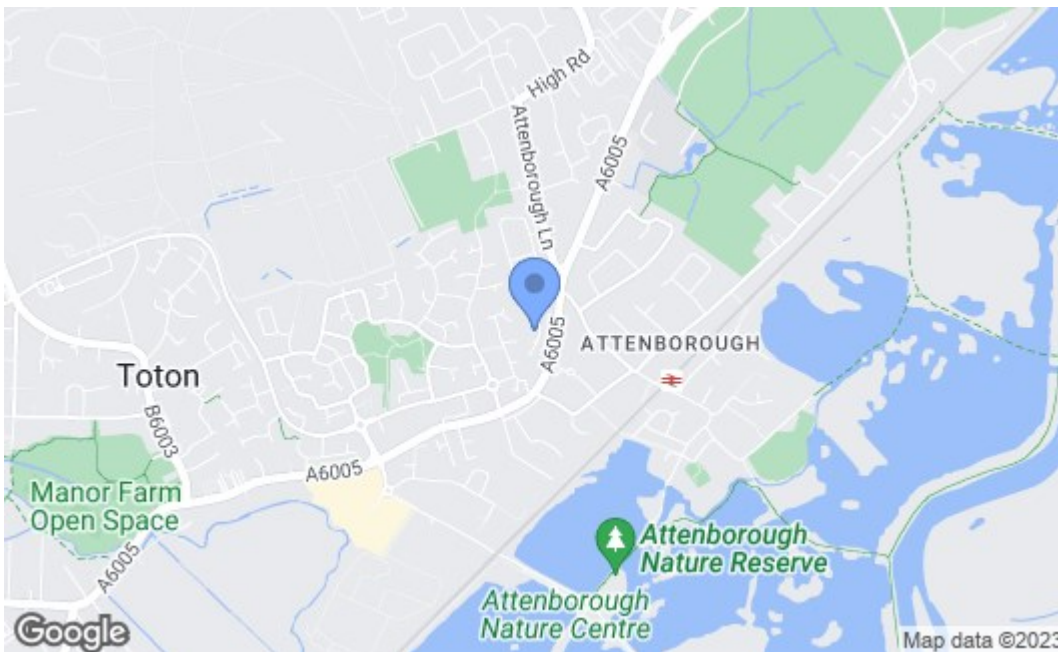 High Rd
Attenborough Ln
A6005
A6005
ATTENBOROUGH
Toton
B6003
A6005
Manor Farm
Open Space
A6005
Attenborough
Nature Reserve
Attenborough
Nature Centre
Google
Map data ©2023